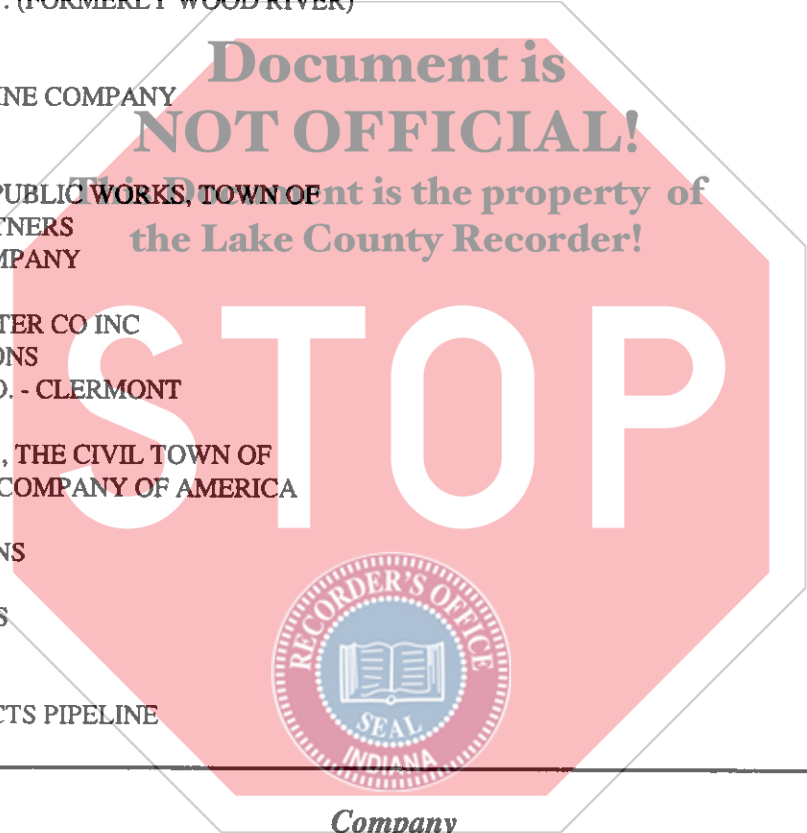 . (FORMERLY WOOD RIVER)
Document is
INE COMPANY
NOT OFFICIAL!
PUBLIC WORKS, TOWN OF
This Document is the property of
TNERS
the Lake County Recorder!
MPANY
STOP
TER CO INC
ONS
O. - CLERMONT
, THE CIVIL TOWN OF
COMPANY OF AMERICA
NS
RECORDER'S OFFICE
S
SEAL
CTS PIPELINE
INDIANA
Company